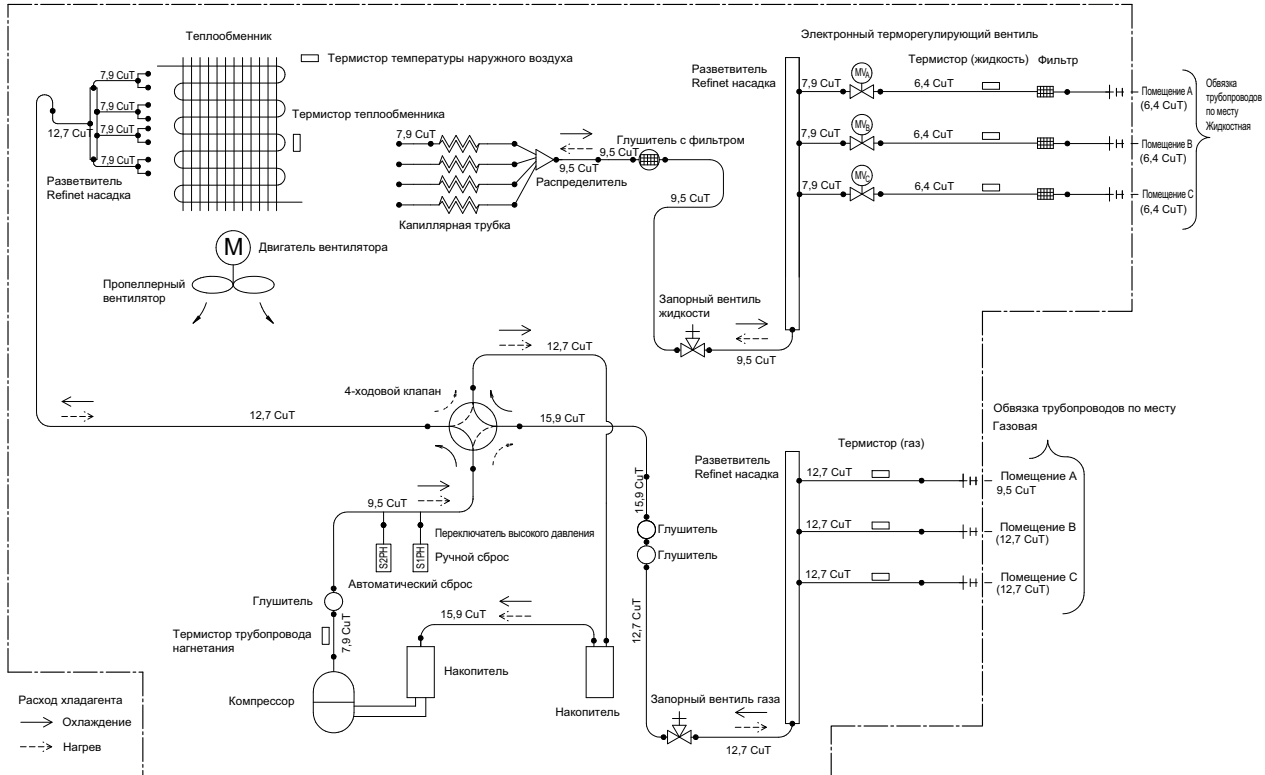 Теплообменник
Термистор температуры наружного воздуха
7,9 CuT
7,9 CuT
7,9 CuT
7,9 CuT
12,7 CuT
Разветвитель
Refinet насадка
Термистор теплообменника
7,9 CuT
Капиллярная трубка
Распределитель
9,5 CuT
9,5 CuT
Глушитель с фильтром
9,5 CuT
M
Двигатель вентилятора
Пропеллерный
вентилятор
Запорный вентиль
жидкости
9,5 CuT
Разветвитель
Refinet насадка
Электронный терморегулирующий вентиль
Термистор (жидкость)
Фильтр
7,9 CuT
MVA
6,4 CuT
Помещение A
(6,4 CuT)
7,9 CuT
MVB
6,4 CuT
Помещение B
(6,4 CuT)
7,9 CuT
MVC
6,4 CuT
Помещение C
(6,4 CuT)
Обвязка
трубопроводов
по месту
Жидкостная
12,7 CuT
4-ходовой клапан
12,7 CuT
15,9 CuT
9,5 CuT
S2PH
S1PH
Переключатель высокого давления
Ручной сброс
Автоматический сброс
Глушитель
Термистор трубопровода
нагнетания
7,9 CuT
Компрессор
15,9 CuT
Накопитель
Накопитель
15,9 CuT
Глушитель
Глушитель
12,7 CuT
Запорный вентиль газа
12,7 CuT
Разветвитель
Refinet насадка
Термистор (газ)
Обвязка трубопроводов по месту
Газовая
12,7 CuT
Помещение A
9,5 CuT
12,7 CuT
Помещение B
(12,7 CuT)
12,7 CuT
Помещение C
(12,7 CuT)
Расход хладагента
Охлаждение
Нагрев